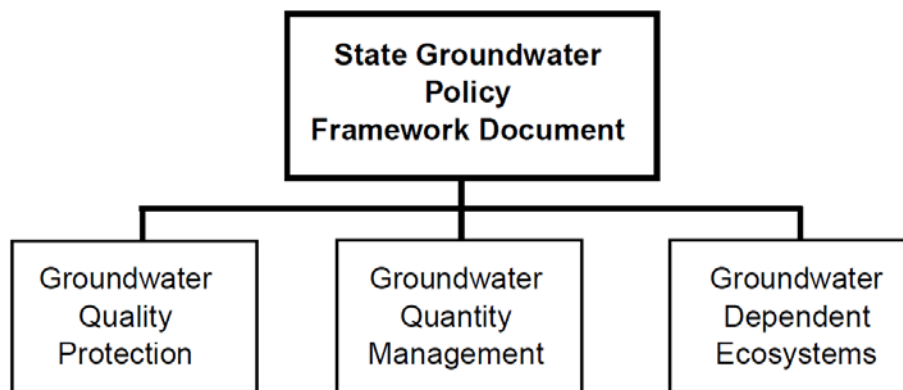 State Groundwater
Policy
Framework Document
Groundwater
Quality
Protection
Groundwater
Quantity
Management
Groundwater
Dependent
Ecosystems